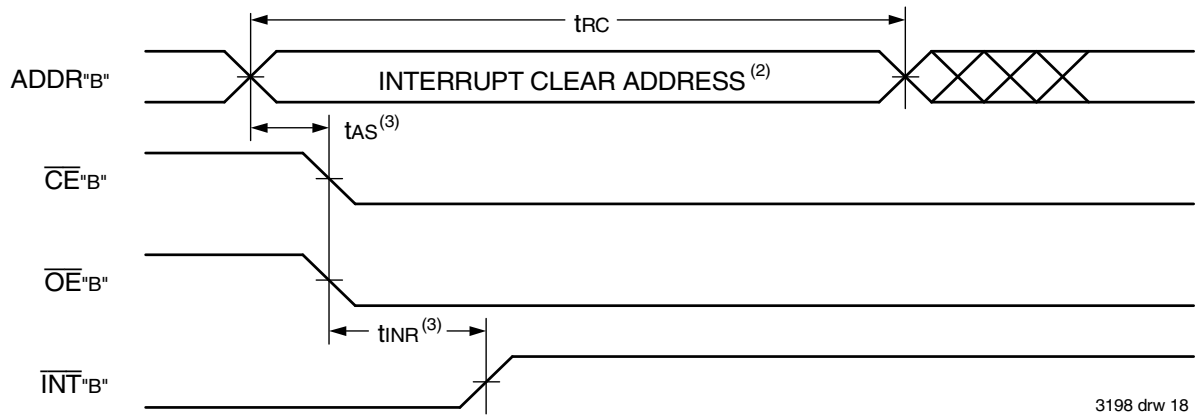 tRC
ADDR"B" INTERRUPT CLEAR ADDRESS (2)
tAS(3)
CE"B"
OE"B"
tINR(3)
INT"B"
3198 drw 18